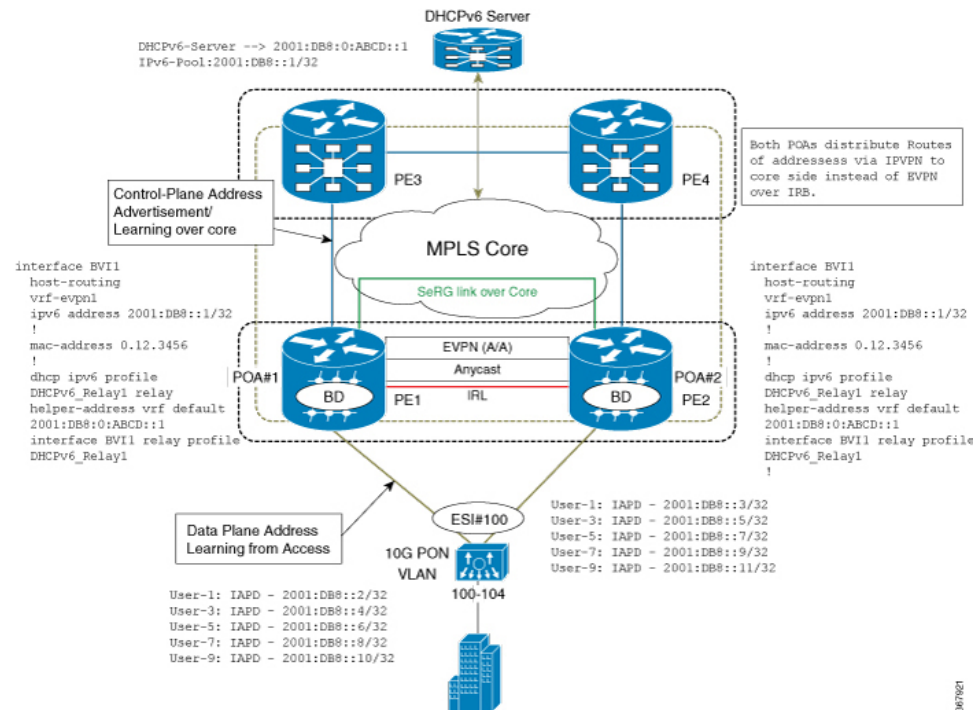 DHCPv6 Server
DHCPv6-Server --> 2001:DB8:0:ABCD::1
IPv6-Pool:2001:DB8::1/32
PE3
PE4
Both POAs distribute Routes
of addressess via IPVPN to
core side instead of EVPN
over IRB.
Control-Plane Address
Advertisement/
Learning over core
MPLS Core
SeRG link over Core
interface BVI1
host-routing
vrf-evpn1
ipv6 address 2001:DB8::1/32
!
mac-address 0.12.3456
!
dhcp ipv6 profile
DHCPv6_Relay1 relay
helper-address vrf default
2001:DB8:0:ABCD::1
interface BVI1 relay profile
DHCPv6_Relay1
POA#1
BD
PE1
EVPN (A/A)
Anycast
IRL
BD
POA#2
PE2
interface BVI1
host-routing
vrf-evpn1
ipv6 address 2001:DB8::1/32
!
mac-address 0.12.3456
!
dhcp ipv6 profile
DHCPv6_Relay1 relay
helper-address vrf default
2001:DB8:0:ABCD::1
interface BVI1 relay profile
DHCPv6_Relay1
!
Data Plane Address
Learning from Access
ESI#100
10G PON
VLAN
100-104
User-1: IAPD - 2001:DB8::3/32
User-3: IAPD - 2001:DB8::5/32
User-5: IAPD - 2001:DB8::7/32
User-7: IAPD - 2001:DB8::9/32
User-9: IAPD - 2001:DB8::11/32
User-1: IAPD - 2001:DB8::2/32
User-3: IAPD - 2001:DB8::4/32
User-5: IAPD - 2001:DB8::6/32
User-7: IAPD - 2001:DB8::8/32
User-9: IAPD - 2001:DB8::10/32
367921